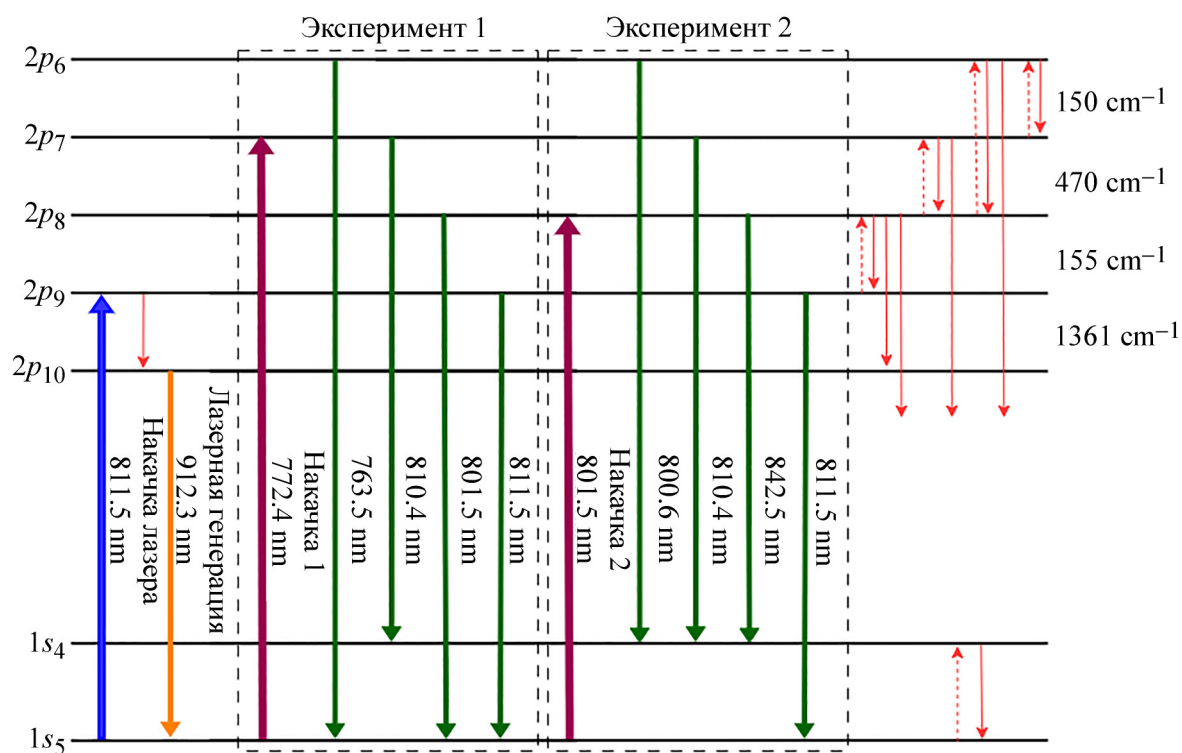 Эксперимент 1
Эксперимент 2
2p6
2p7
2p8
2p9
2p10
1s4
1s5
150 cm–1
470 cm–1
155 cm–1
1361 cm–1
811.5 nm
Накачка лазера
912.3 nm
Лазерная генерация
772.4 nm
Накачка 1
763.5 nm
810.4 nm
801.5 nm
811.5 nm
801.5 nm
Накачка 2
800.6 nm
810.4 nm
842.5 nm
811.5 nm